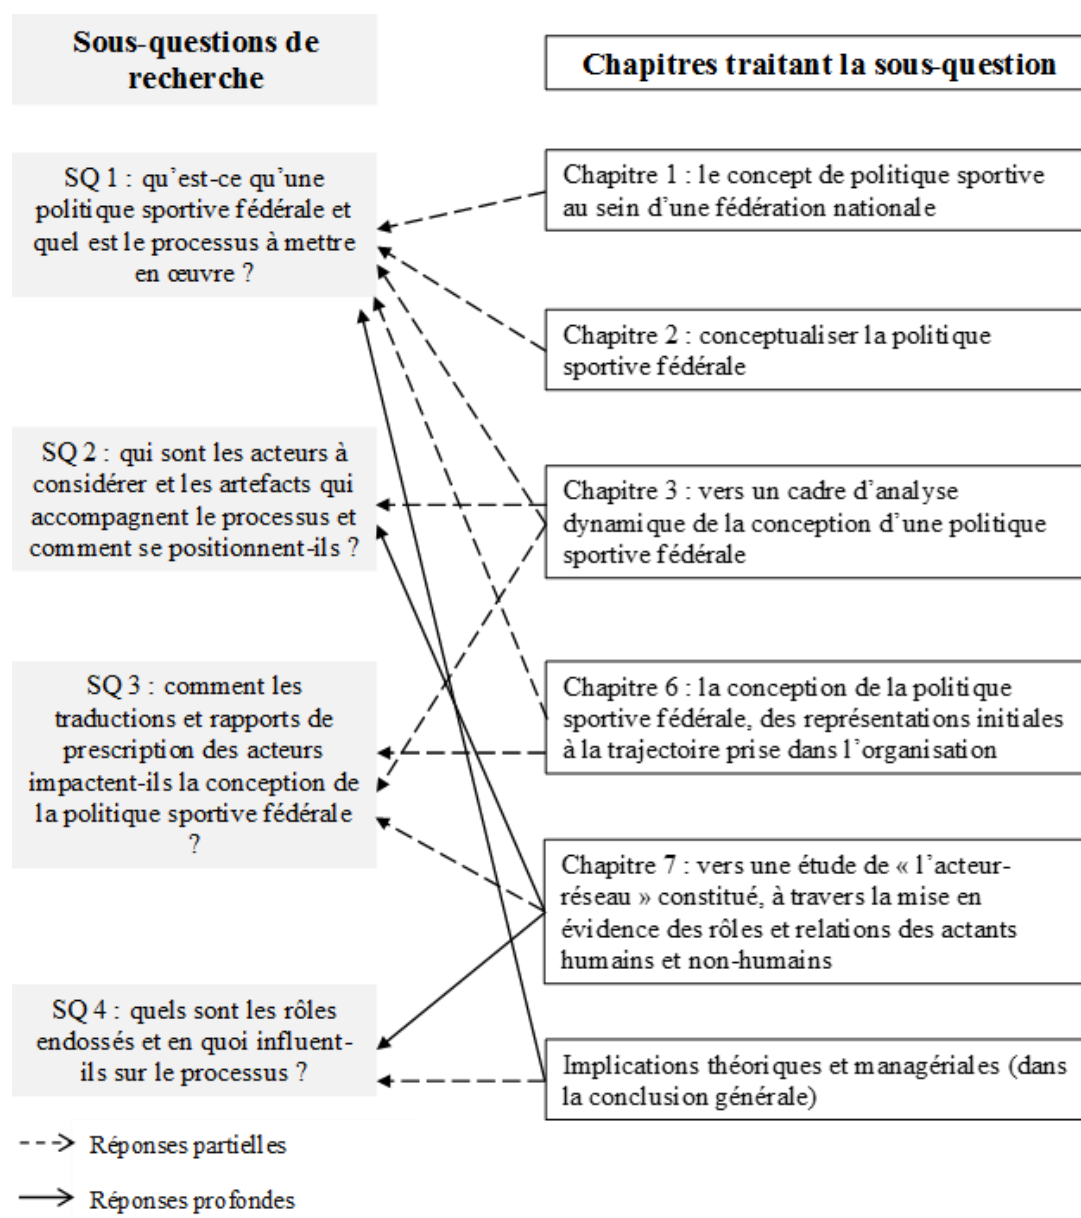 Sous-questions de
recherche
Chapitres traitant la sous-question
SQ 1 : qu'est-ce qu'une
politique sportive fédérale et
quel est le processus à mettre
en œuvre ?
Chapitre 1 : le concept de politique sportive
au sein d'une fédération nationale
Chapitre 2 : conceptualiser la politique
sportive fédérale
SQ 2 : qui sont les acteurs à
considérer et les artefacts qui
accompagnent le processus et
comment se positionnent-ils ?
Chapitre 3 : vers un cadre d'analyse
dynamique de la conception d'une politique
sportive fédérale
SQ 3 : comment les
traductions et rapports de
prescription des acteurs
impactent-ils la conception de
la politique sportive fédérale
?
Chapitre 6 : la conception de la politique
sportive fédérale, des représentations initiales
à la trajectoire prise dans l'organisation
Chapitre 7 : vers une étude de « l'acteur-
réseau » constitué, à travers la mise en
évidence des rôles et relations des actants
humains et non-humains
SQ 4 : quels sont les rôles
endossés et en quoi influent-
ils sur le processus ?
Implications théoriques et managériales (dans
la conclusion générale)
Réponses partielles
Réponses profondes